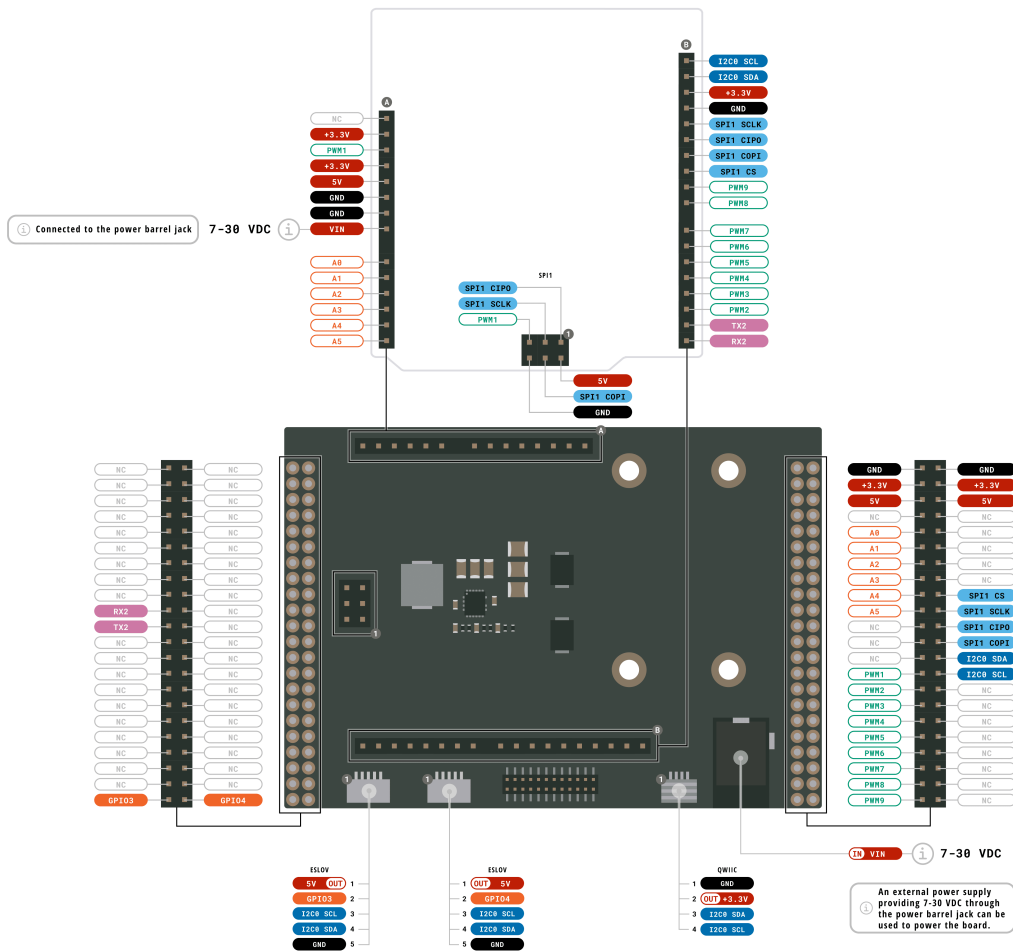 B
I2C0 SCL
I2C0 SDA
+3.3V
GND
SPI1 SCLK
SPI1 CIPO
SPI1 COPI
SPI1 CS
PWM9
PWM8
PWM7
PWM6
PWM5
PWM4
PWM3
PWM2
TX2
RX2
A
NC
+3.3V
PWM1
+3.3V
5V
GND
GND
VIN
i Connected to the power barrel jack 7-30 VDC i
A0
A1
A2
A3
A4
A5
SPI1
SPI1 CIPO
SPI1 SCLK
PWM1
1
5V
SPI1 COPI
GND
A
NC NC
NC NC
NC NC
NC NC
NC NC
NC NC
NC NC
NC NC
NC NC
RX2 NC
TX2 NC
NC NC
NC NC
NC NC
NC NC
NC NC
NC NC
NC NC
NC NC
NC NC
NC NC
GPIO3 GPIO4
1
B
1
1
1
GND GND
+3.3V +3.3V
5V 5V
NC NC
A0 NC
A1 NC
A2 NC
A3 NC
A4 SPI1 CS
A5 SPI1 SCLK
NC SPI1 CIPO
NC SPI1 COPI
NC I2C0 SDA
PWM1 I2C0 SCL
PWM2 NC
PWM3 NC
PWM4 NC
PWM5 NC
PWM6 NC
PWM7 NC
PWM8 NC
PWM9 NC
IN VIN i 7-30 VDC
ESLOV
5V OUT 1
GPIO3 2
I2C0 SCL 3
I2C0 SDA 4
GND 5
ESLOV
1 OUT 5V
2 GPIO4
3 I2C0 SCL
4 I2C0 SDA
5 GND
QWIIC
1 GND
2 OUT +3.3V
3 I2C0 SDA
4 I2C0 SCL
i
An external power supply
providing 7-30 VDC through
the power barrel jack can be
used to power the board.